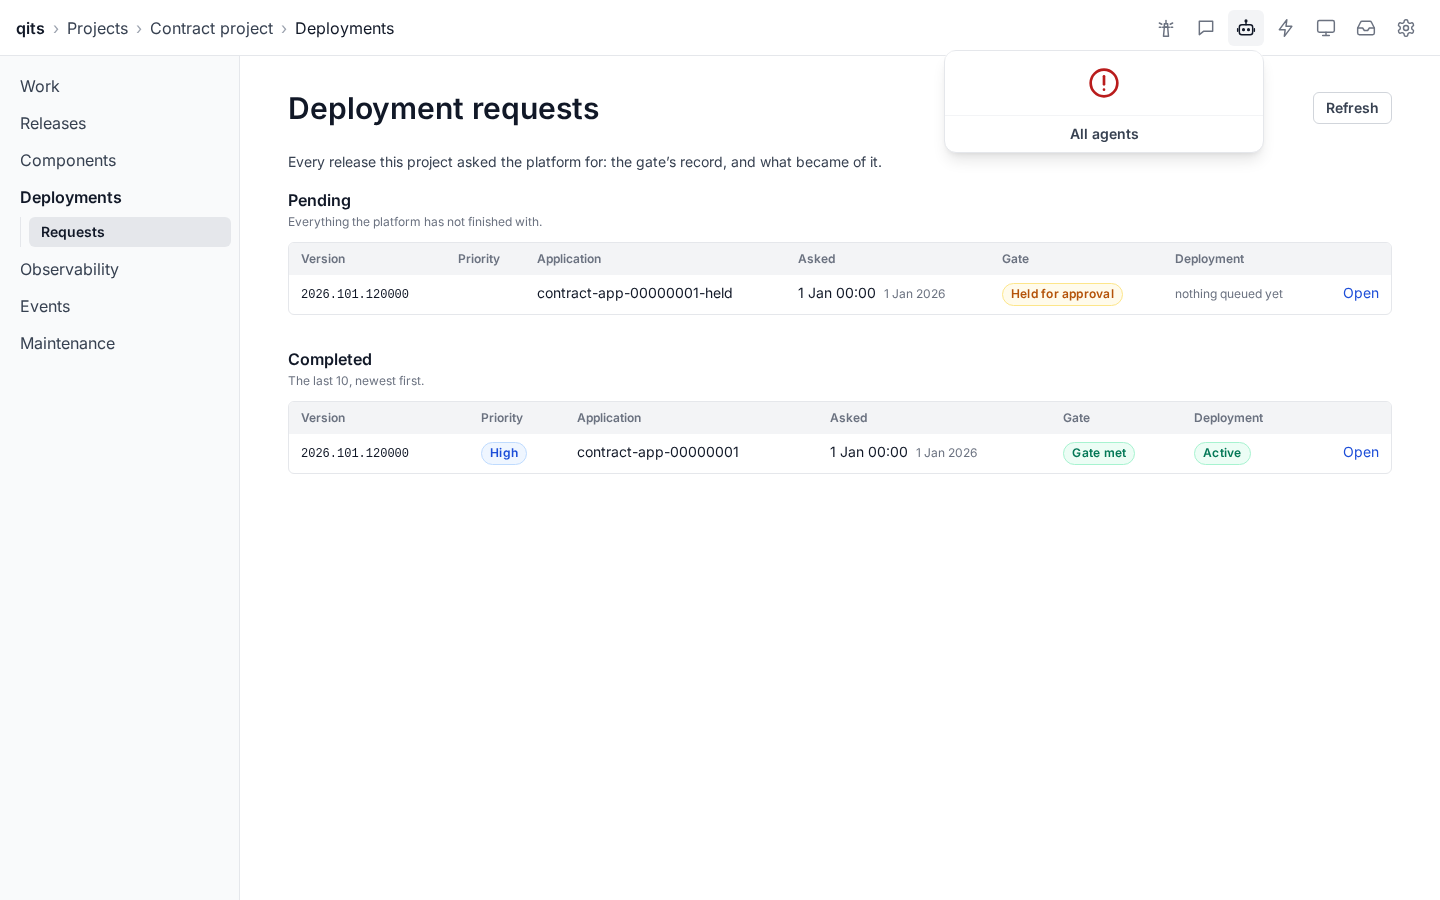 qits › Projects › Contract project › Deployments
Work
Releases
Components
Deployments
Requests
Observability
Events
Maintenance
All agents
Deployment requests
Refresh
Every release this project asked the platform for: the gate’s record, and what became of it.
Pending
Everything the platform has not finished with.
Version Priority Application Asked Gate Deployment
2026.101.120000 contract-app-00000001-held 1 Jan 00:00 1 Jan 2026 Held for approval nothing queued yet Open
Completed
The last 10, newest first.
Version Priority Application Asked Gate Deployment
2026.101.120000 High contract-app-00000001 1 Jan 00:00 1 Jan 2026 Gate met Active Open